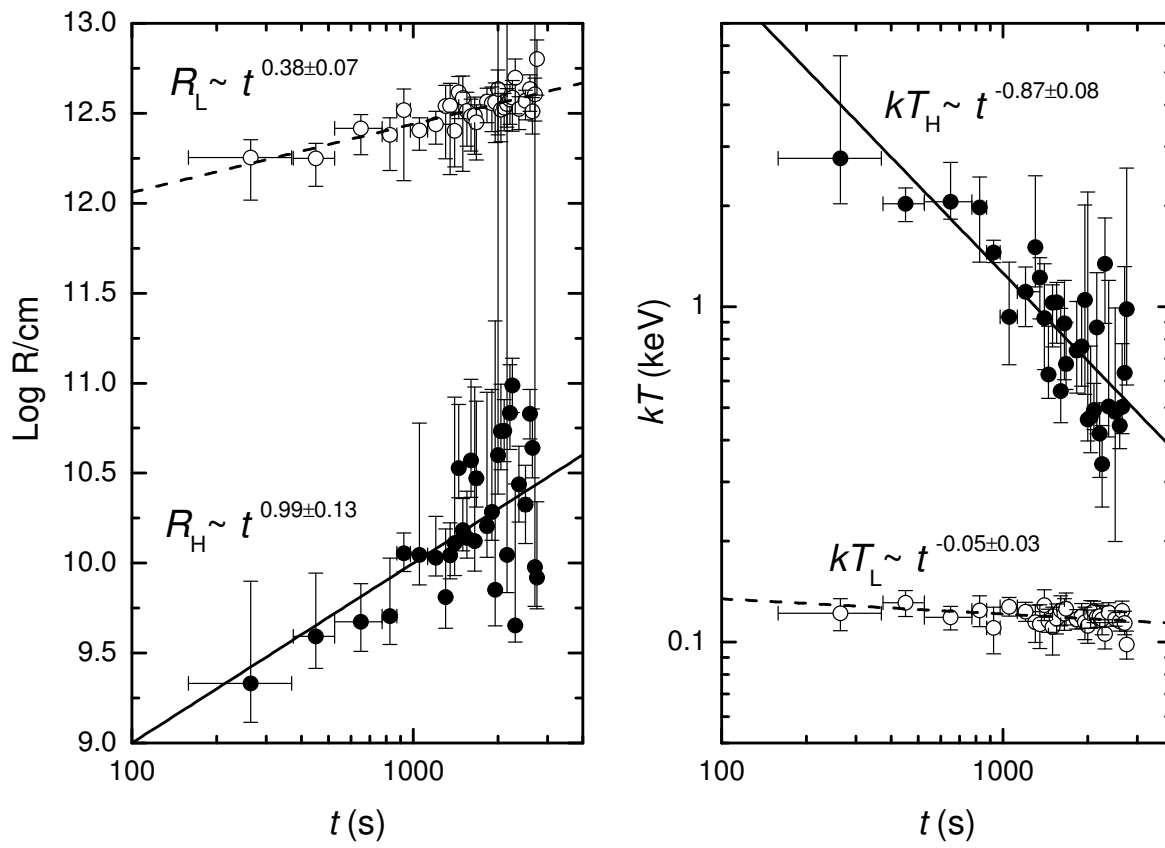 13.0
12.5
12.0
11.5
11.0
10.5
10.0
9.5
9.0
Log R/cm
R_L ~ t^0.38±0.07
R_H ~ t^0.99±0.13
100
1000
t (s)
1
0.1
kT (keV)
kT_H ~ t^-0.87±0.08
kT_L ~ t^-0.05±0.03
100
1000
t (s)